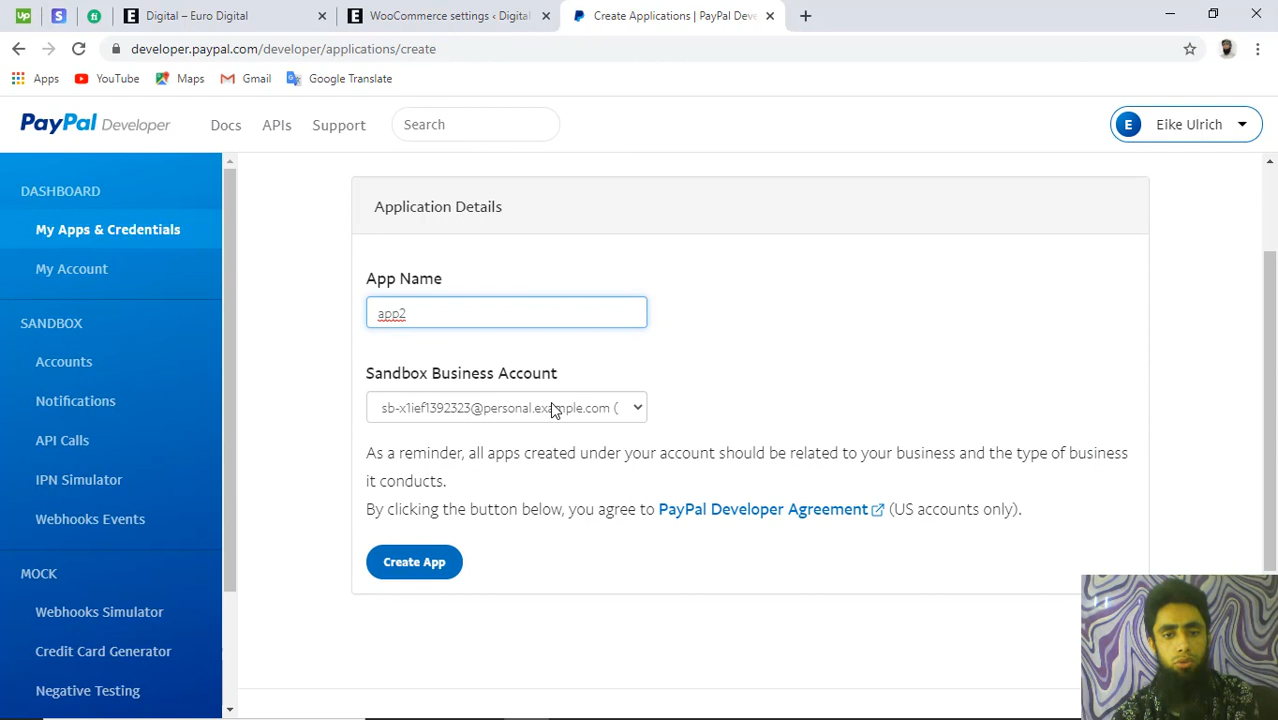 Up
S
fi
E Digital – Euro Digital
E WooCommerce settings ‹ Digital
Create Applications | PayPal Deve
developer.paypal.com/developer/applications/create
Apps YouTube Maps Gmail Google Translate
PayPal Developer Docs APIs Support Search E Eike Ulrich
DASHBOARD
My Apps & Credentials
My Account
SANDBOX
Accounts
Notifications
API Calls
IPN Simulator
Webhooks Events
MOCK
Webhooks Simulator
Credit Card Generator
Negative Testing
Application Details
App Name
app2
Sandbox Business Account
sb-x1ief1392323@personal.example.com (
As a reminder, all apps created under your account should be related to your business and the type of business
it conducts.
By clicking the button below, you agree to PayPal Developer Agreement (US accounts only).
Create App